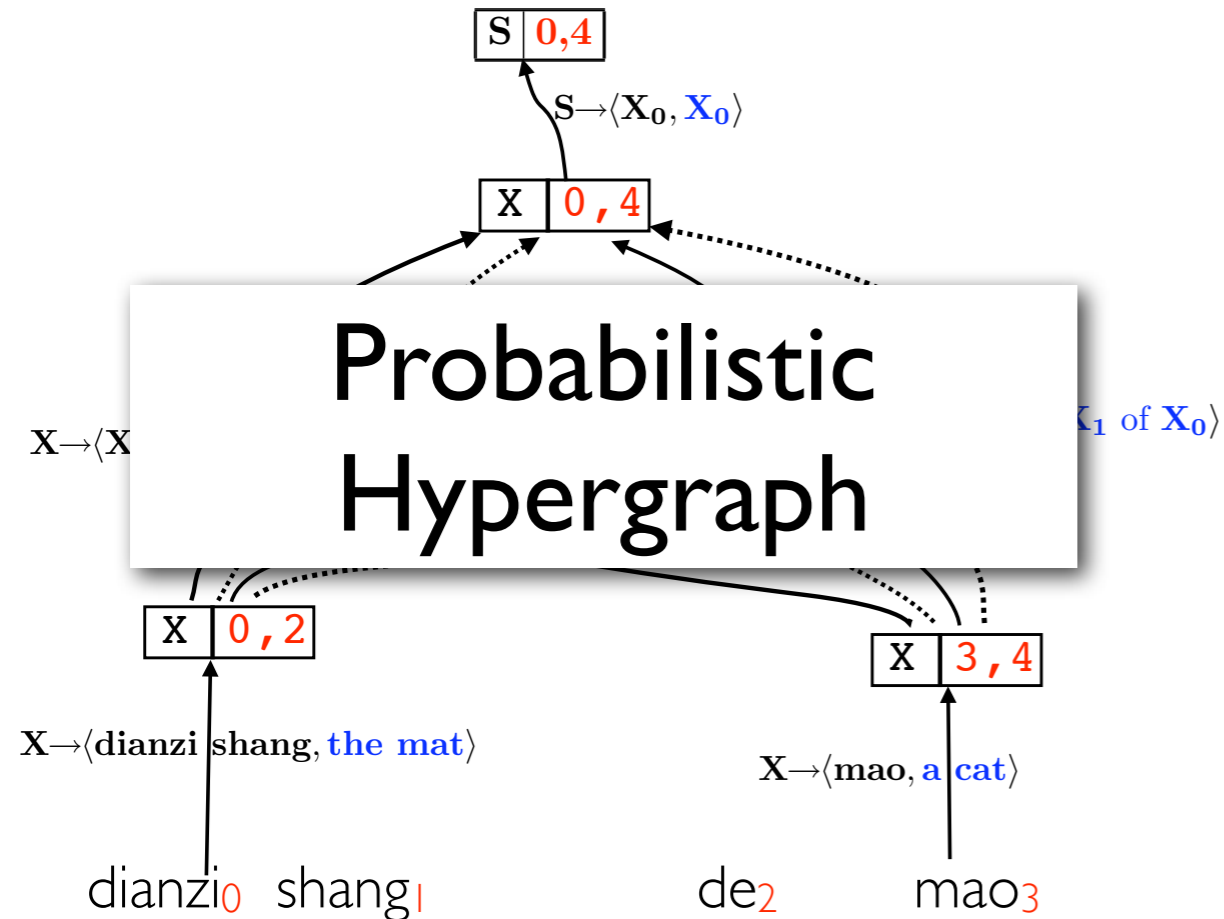 S 0,4
S→⟨X₀, X₀⟩
X 0,4
Probabilistic
Hypergraph
X→⟨X
X₁ of X₀⟩
X 0,2
X 3,4
X→⟨dianzi shang, the mat⟩
X→⟨mao, a cat⟩
dianzi₀ shang₁ de₂ mao₃